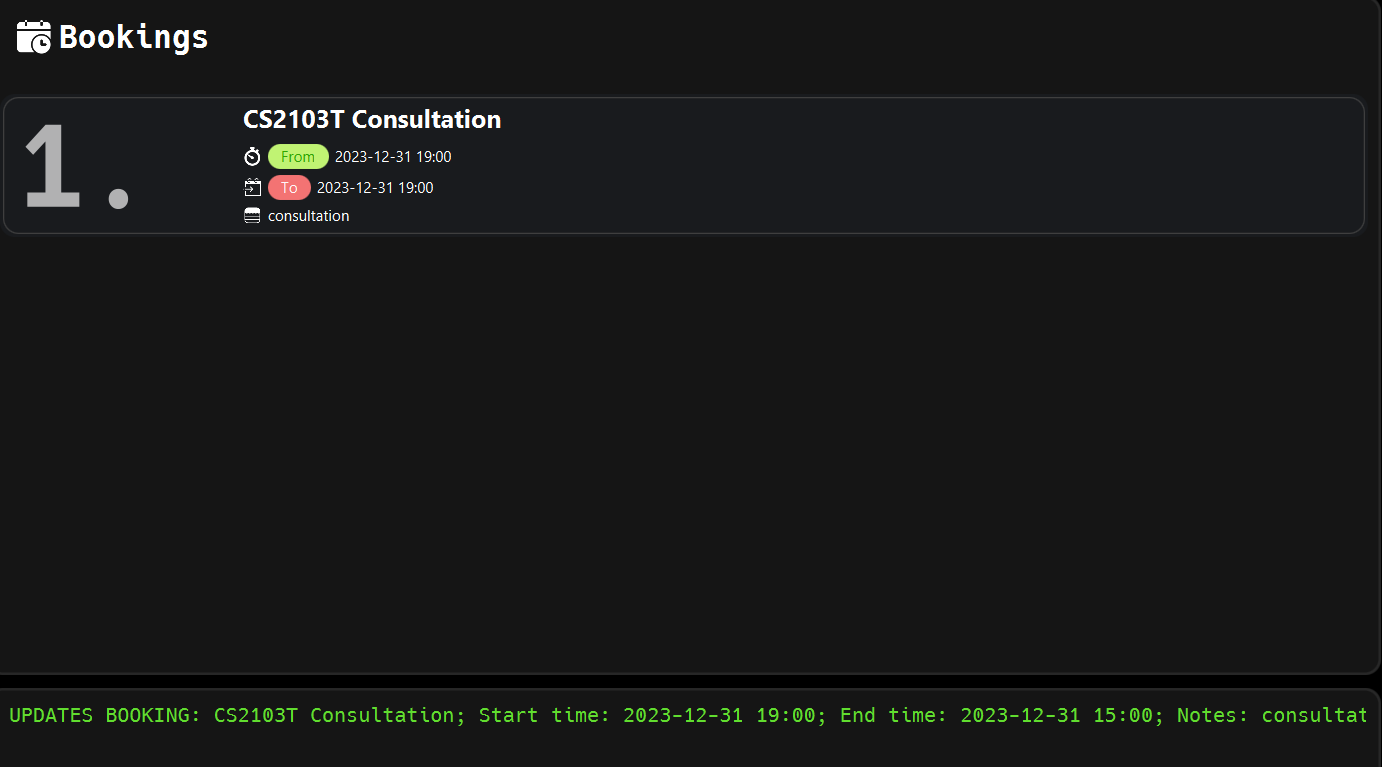 Bookings
1.
CS2103T Consultation
From 2023-12-31 19:00
To 2023-12-31 19:00
consultation
UPDATES BOOKING: CS2103T Consultation; Start time: 2023-12-31 19:00; End time: 2023-12-31 15:00; Notes: consultat